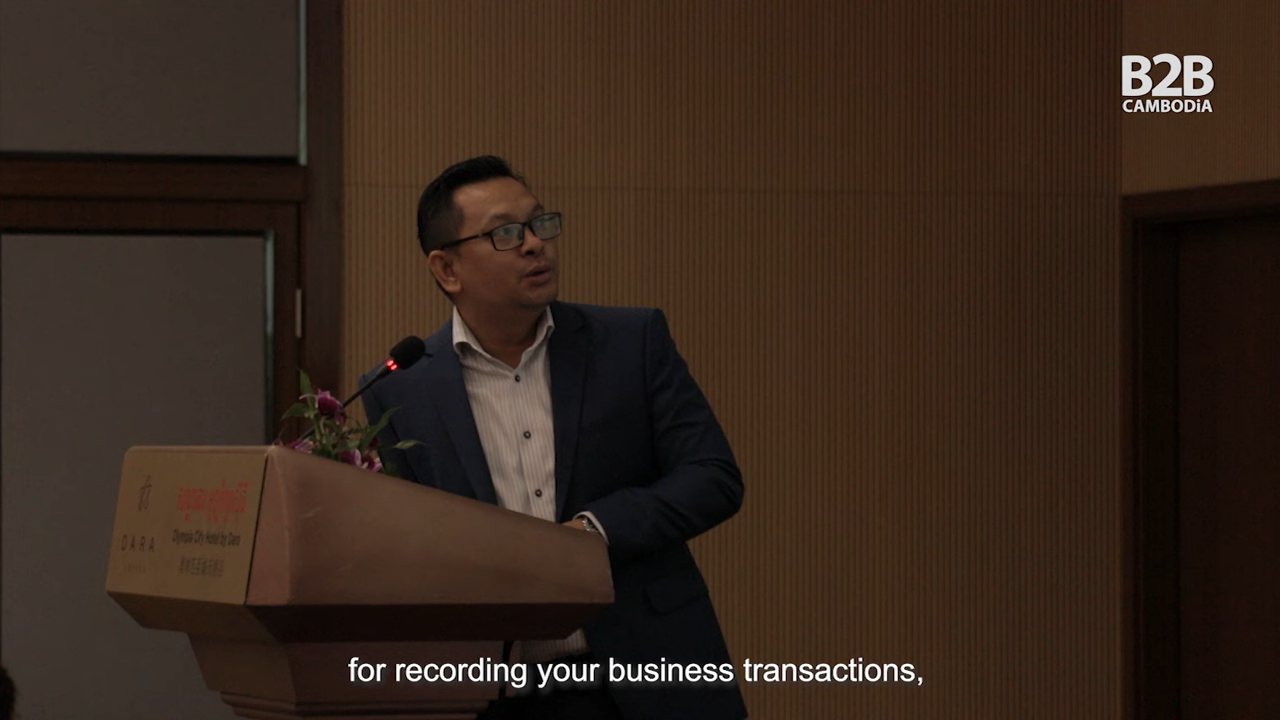 B2B
CAMBODiA
DARA
Olympia City Hotel by Dara
for recording your business transactions,